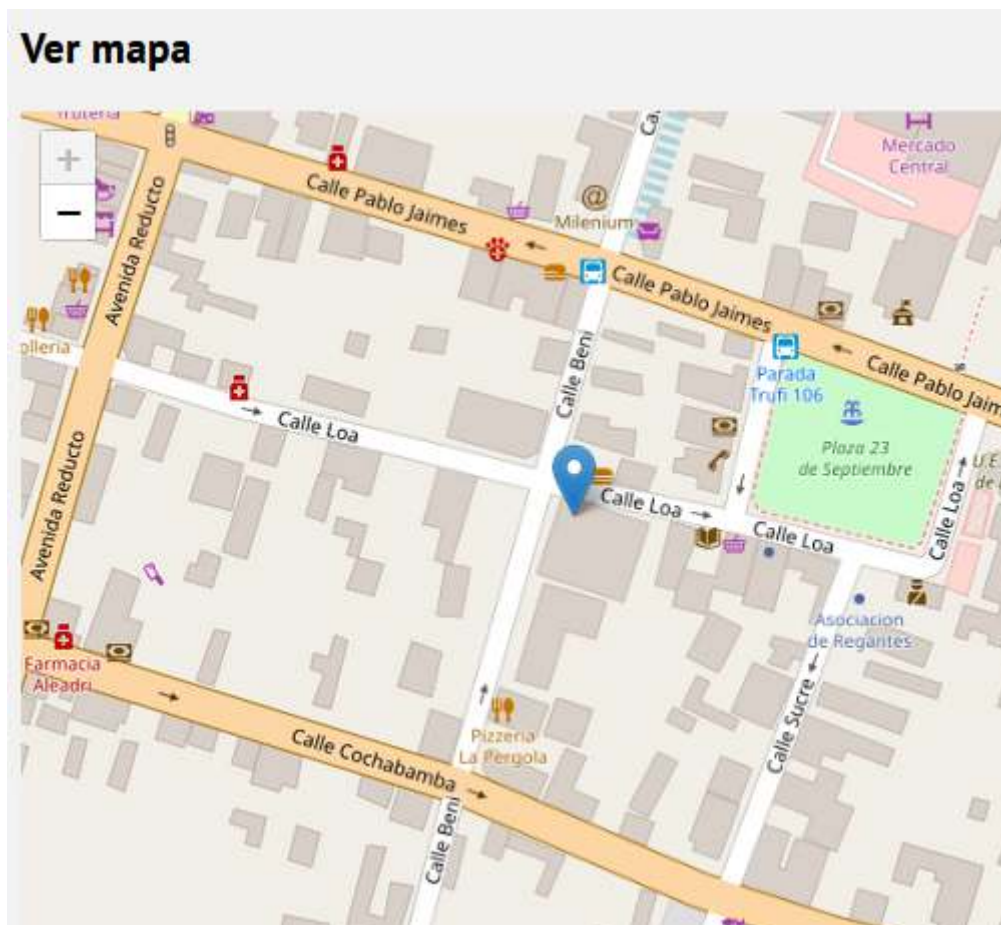 Ver mapa
+
−
Mercado
Central
Calle Pablo Jaimes
@
Milenium
Avenida Reducto
Calle Pablo Jaimes
Calle Beni
Parada
Trufi 106
Calle Pablo Jaim
Plaza 23
de Septiembre
U.E
olleria
Calle Loa
Avenida Reducto
Calle Loa
Calle Loa
Calle Loa
Asociacion
de Regantes
Farmacia
Aleadri
Calle Sucre
Pizzeria
La Pergola
Calle Cochabamba
Calle Beni